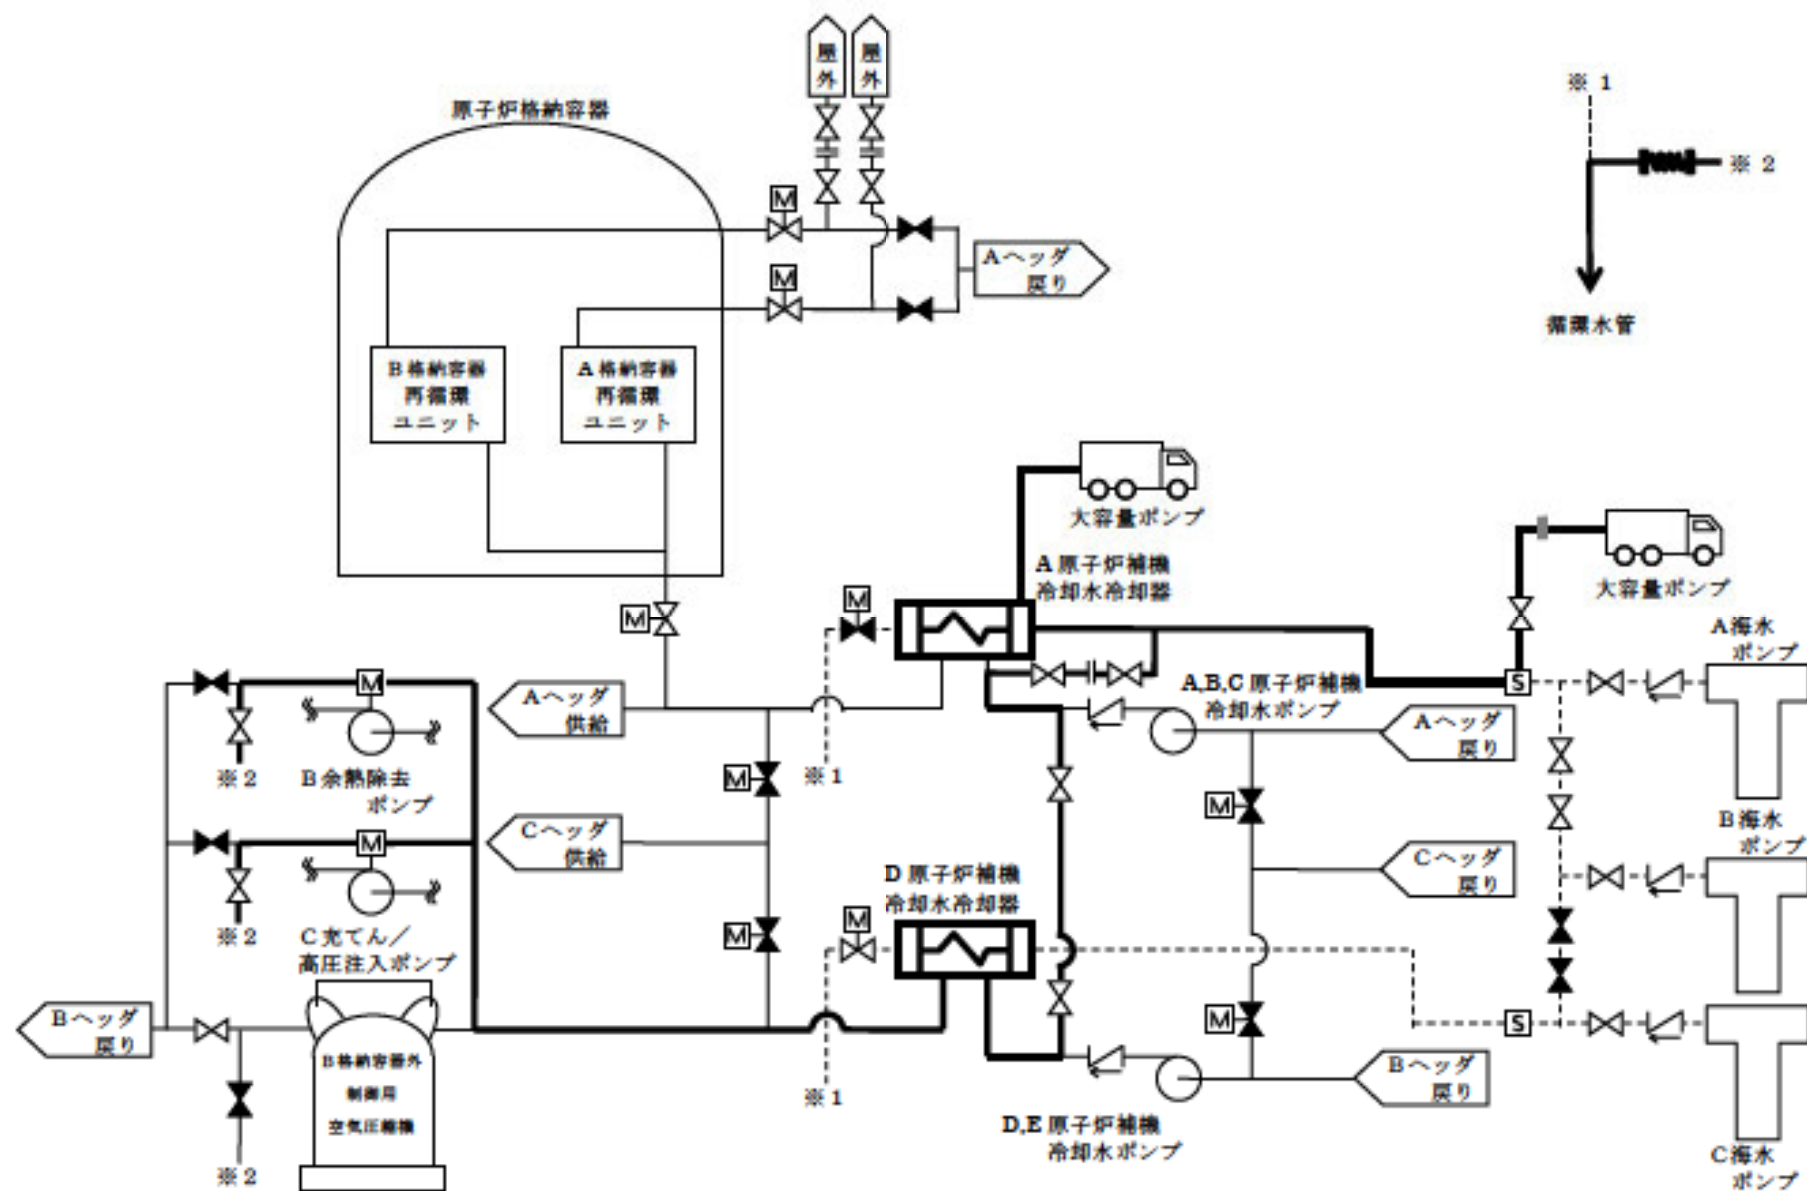 屋外
屋外
原子炉格納容器
※ 1
※ 2
循環水管
M
M
Aヘッダ
戻り
B格納容器
再循環
ユニット
A格納容器
再循環
ユニット
大容量ポンプ
大容量ポンプ
A原子炉補機
冷却水冷却器
M
M
A海水
ポンプ
S
M
Aヘッダ
供給
A,B,C原子炉補機
冷却水ポンプ
Aヘッダ
戻り
※2
B余熱除去
ポンプ
M
※1
M
B海水
ポンプ
M
Cヘッダ
供給
Cヘッダ
戻り
D原子炉補機
冷却水冷却器
※2
C充てん／
高圧注入ポンプ
M
M
M
S
Bヘッダ
戻り
B格納容器外
制御用
空気圧縮機
※1
Bヘッダ
戻り
D,E原子炉補機
冷却水ポンプ
C海水
ポンプ
※2